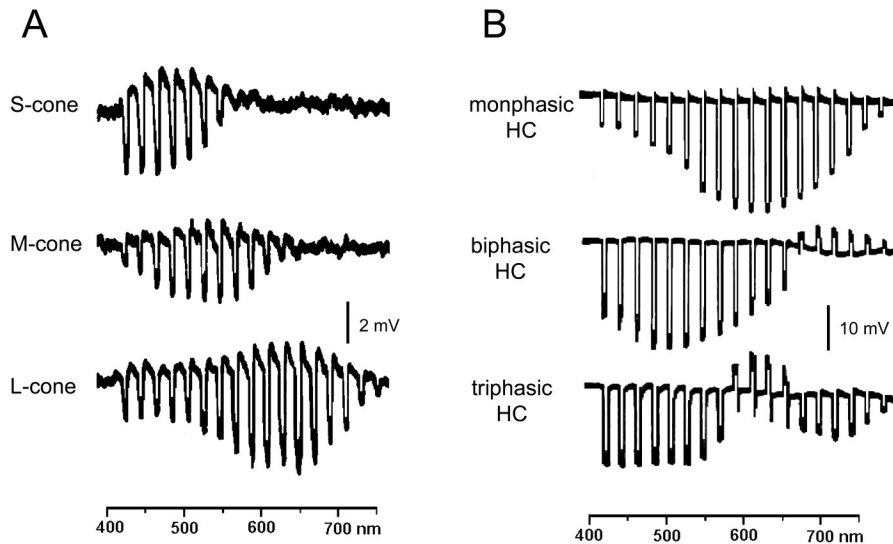 A
S-cone
M-cone
L-cone
2 mV
400 500 600 700 nm
B
monphasic
HC
biphasic
HC
triphasic
HC
10 mV
400 500 600 700 nm